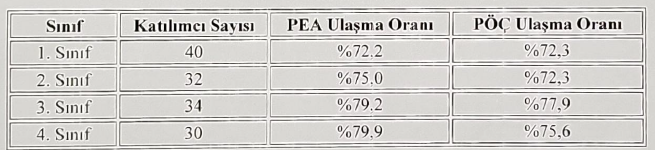 Sınıf Katılımcı Sayısı PEA Ulaşma Oranı PÖÇ Ulaşma Oranı
1. Sınıf 40 %72.2 %72,3
2. Sınıf 32 %75.0 %72,3
3. Sınıf 34 %79.2 %77,9
4. Sınıf 30 %79.9 %75,6